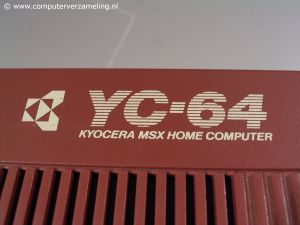 © www.computerverzameling.nl
YC-64
KYOCERA MSX HOME COMPUTER